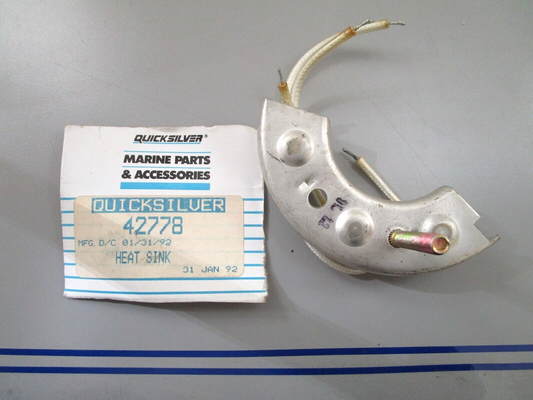 QUICKSILVER®
MARINE PARTS
& ACCESSORIES
QUICKSILVER
42778
MFG. D/C 01/31/92
HEAT SINK
31 JAN 92